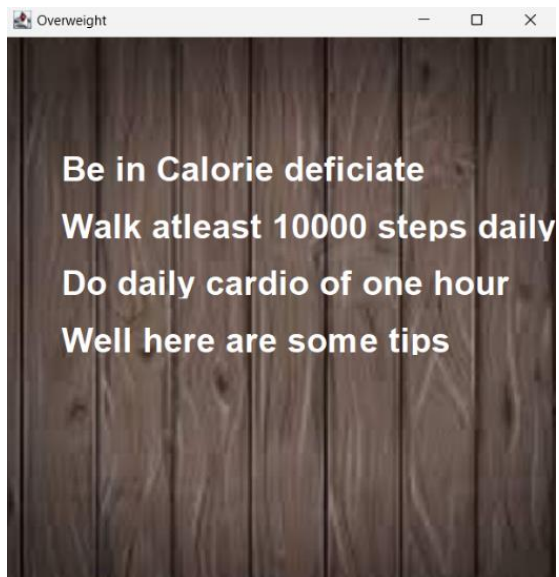 Overweight
Be in Calorie deficiate
Walk atleast 10000 steps daily
Do daily cardio of one hour
Well here are some tips